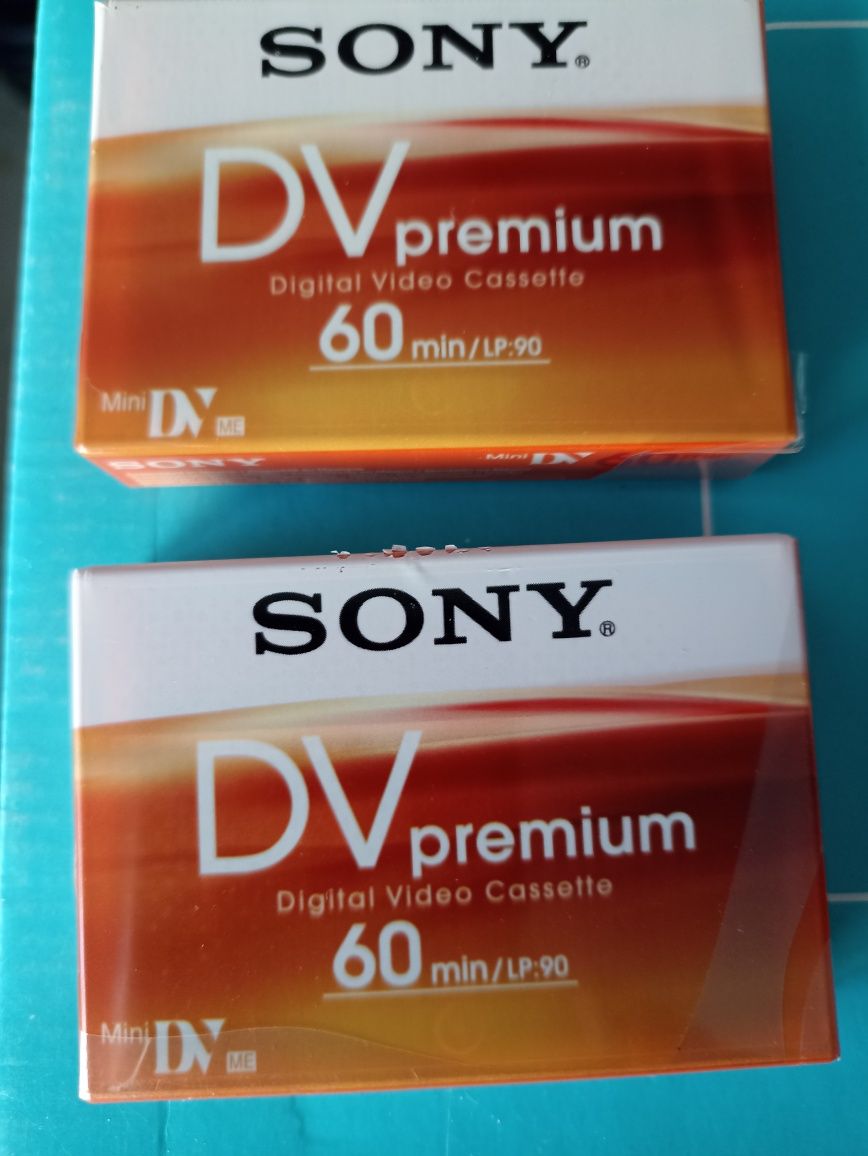 SONY®
DV premium
Digital Video Cassette
60 min/LP:90
Mini DV ME
SONY Mini DV
SONY®
DV premium
Digital Video Cassette
60 min/LP:90
Mini DV ME